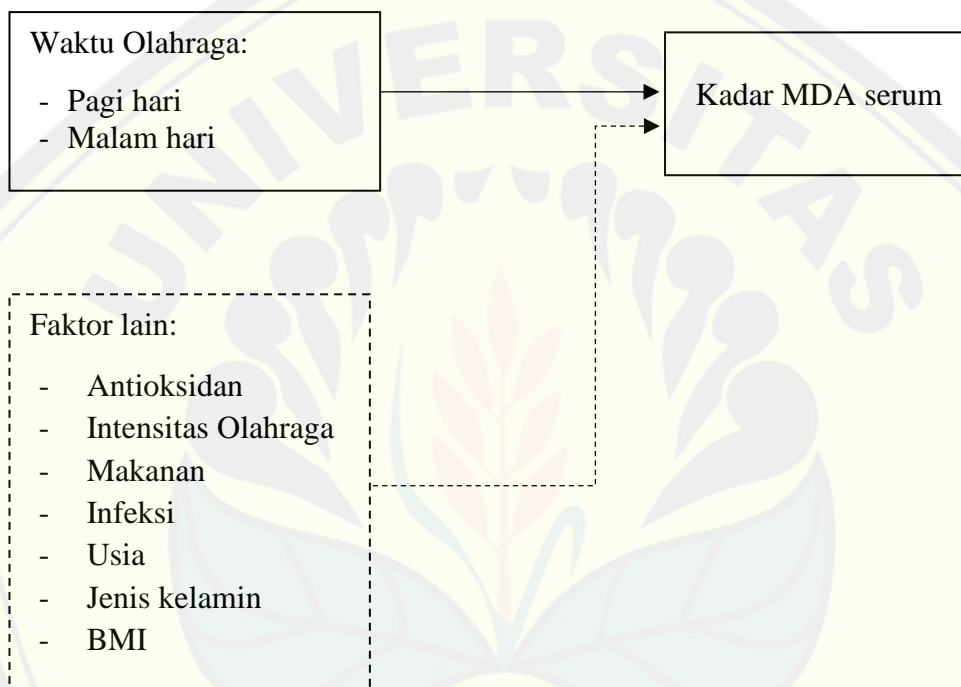 Waktu Olahraga:
- Pagi hari
- Malam hari
Kadar MDA serum
Faktor lain:
- Antioksidan
- Intensitas Olahraga
- Makanan
- Infeksi
- Usia
- Jenis kelamin
- BMI
UNIVERSITAS